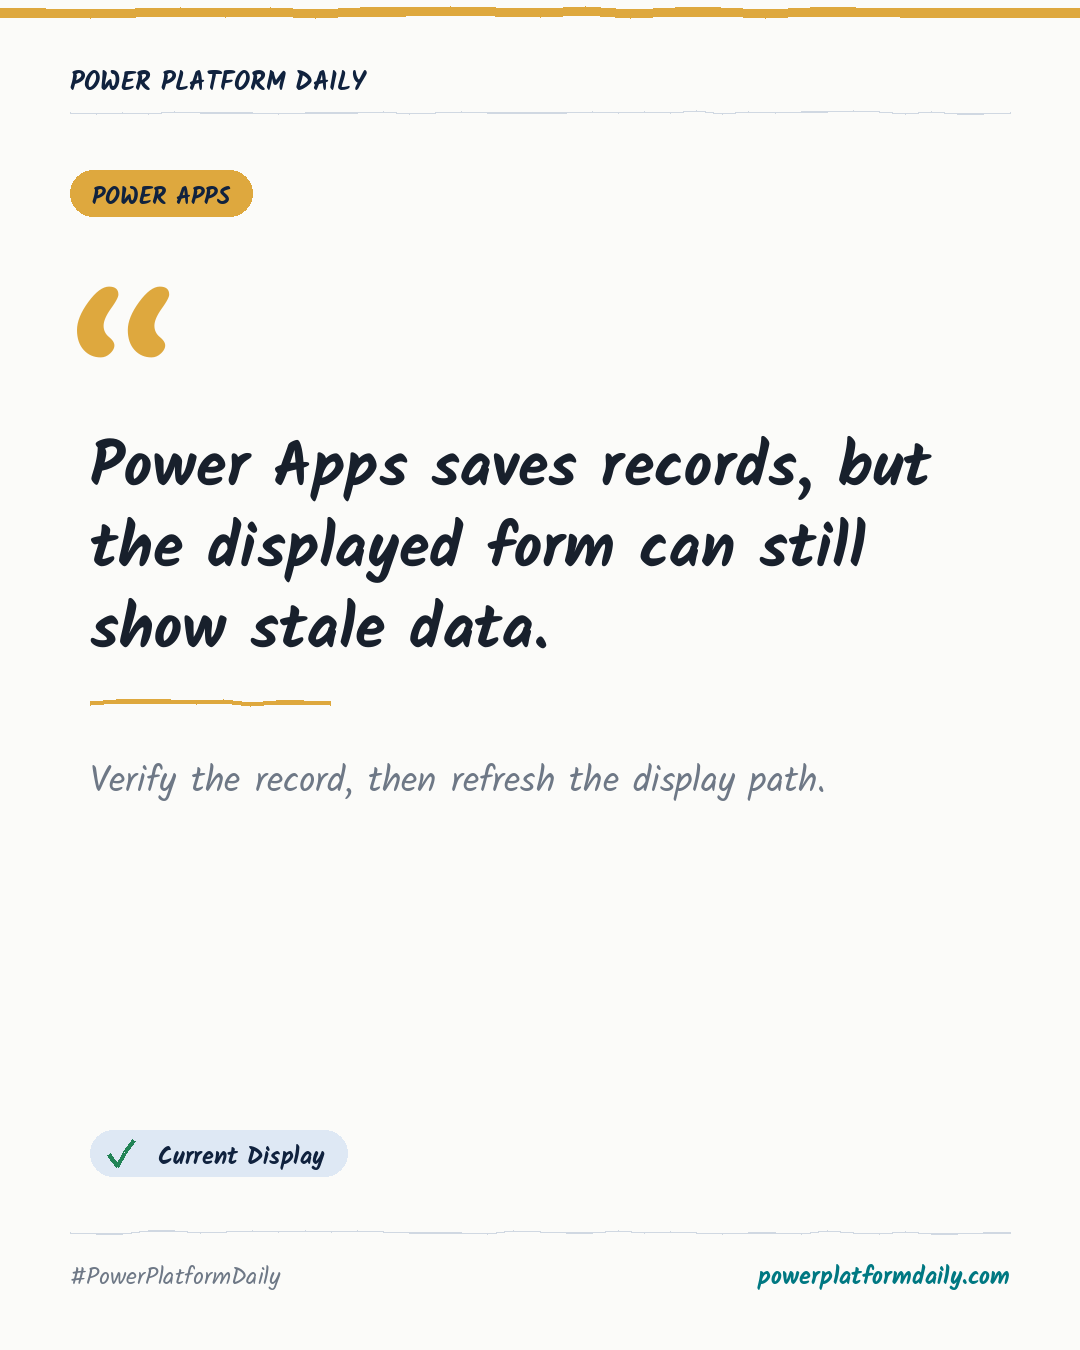 POWER PLATFORM DAILY
POWER APPS
“
Power Apps saves records, but
the displayed form can still
show stale data.
Verify the record, then refresh the display path.
✓ Current Display
#PowerPlatformDaily
powerplatformdaily.com